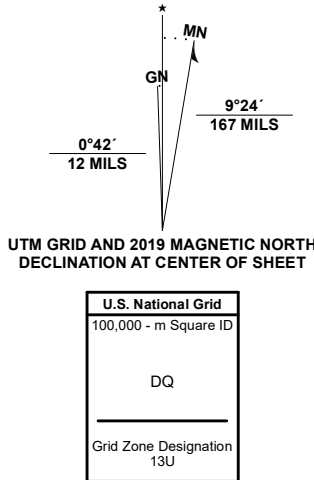 ★
MN
GN
9°24´
167 MILS
0°42´
12 MILS
UTM GRID AND 2019 MAGNETIC NORTH
DECLINATION AT CENTER OF SHEET
U.S. National Grid
100,000 - m Square ID
DQ
Grid Zone Designation
13U